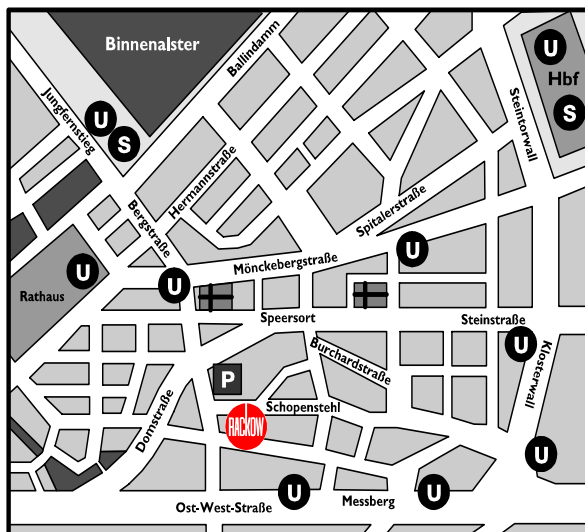 Binnenalster
Ballindamm
U
Hbf
S
Jungfernstieg
U
S
Steintorwall
Hermannstraße
Bergstraße
Spitalerstraße
U
Mönckebergstraße
U
U
Rathaus
Speersort
Steinstraße
U
Klosterwall
Burchardstraße
P
Domstraße
Schopenstehl
RACKOW
U
U
U
Messberg
Ost-West-Straße